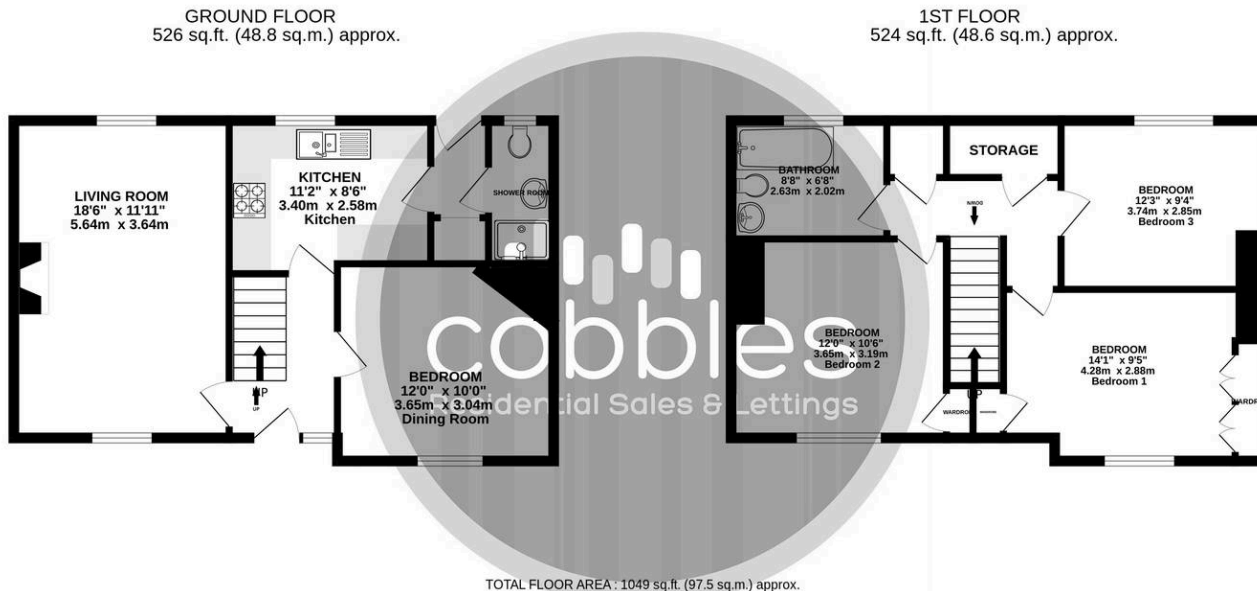 GROUND FLOOR
526 sq.ft. (48.8 sq.m.) approx.
1ST FLOOR
524 sq.ft. (48.6 sq.m.) approx.
LIVING ROOM
18'6" x 11'11"
5.64m x 3.64m
KITCHEN
11'2" x 8'6"
3.40m x 2.58m
Kitchen
SHOWER ROOM
UP
UP
BEDROOM
12'0" x 10'0"
3.65m x 3.04m
Dining Room
BATHROOM
8'8" x 6'8"
2.63m x 2.02m
STORAGE
DOWN
BEDROOM
12'3" x 9'4"
3.74m x 2.85m
Bedroom 3
BEDROOM
12'0" x 10'6"
3.65m x 3.19m
Bedroom 2
BEDROOM
14'1" x 9'5"
4.28m x 2.88m
Bedroom 1
UP
WARDRO
WARDR
cobbles
Residential Sales & Lettings
TOTAL FLOOR AREA : 1049 sq.ft. (97.5 sq.m.) approx.